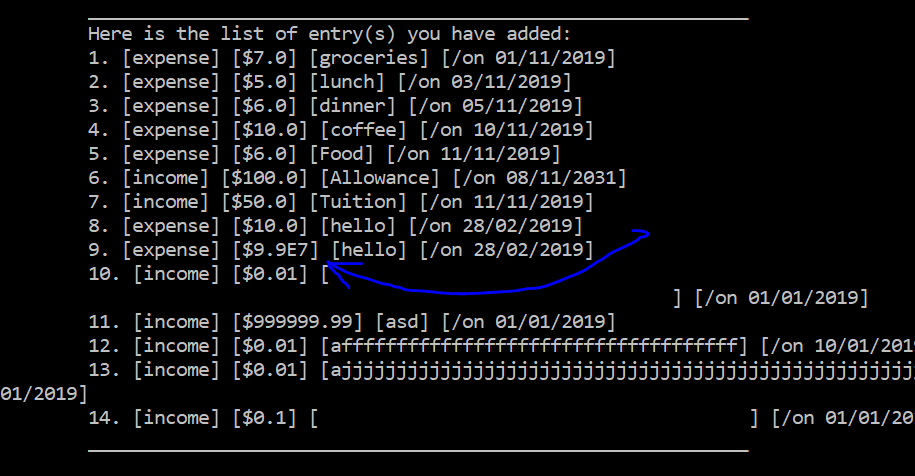 Here is the list of entry(s) you have added:
1. [expense] [$7.0] [groceries] [/on 01/11/2019]
2. [expense] [$5.0] [lunch] [/on 03/11/2019]
3. [expense] [$6.0] [dinner] [/on 05/11/2019]
4. [expense] [$10.0] [coffee] [/on 10/11/2019]
5. [expense] [$6.0] [Food] [/on 11/11/2019]
6. [income] [$100.0] [Allowance] [/on 08/11/2031]
7. [income] [$50.0] [Tuition] [/on 11/11/2019]
8. [expense] [$10.0] [hello] [/on 28/02/2019]
9. [expense] [$9.9E7] [hello] [/on 28/02/2019]
10. [income] [$0.01] [
] [/on 01/01/2019]
11. [income] [$999999.99] [asd] [/on 01/01/2019]
12. [income] [$0.01] [affffffffffffffffffffffffffffffffffff] [/on 10/01/2019
13. [income] [$0.01] [ajjjjjjjjjjjjjjjjjjjjjjjjjjjjjjjjjjjjjjjjjjjjjjjjjjjj
01/2019]
14. [income] [$0.1] [ ] [/on 01/01/20